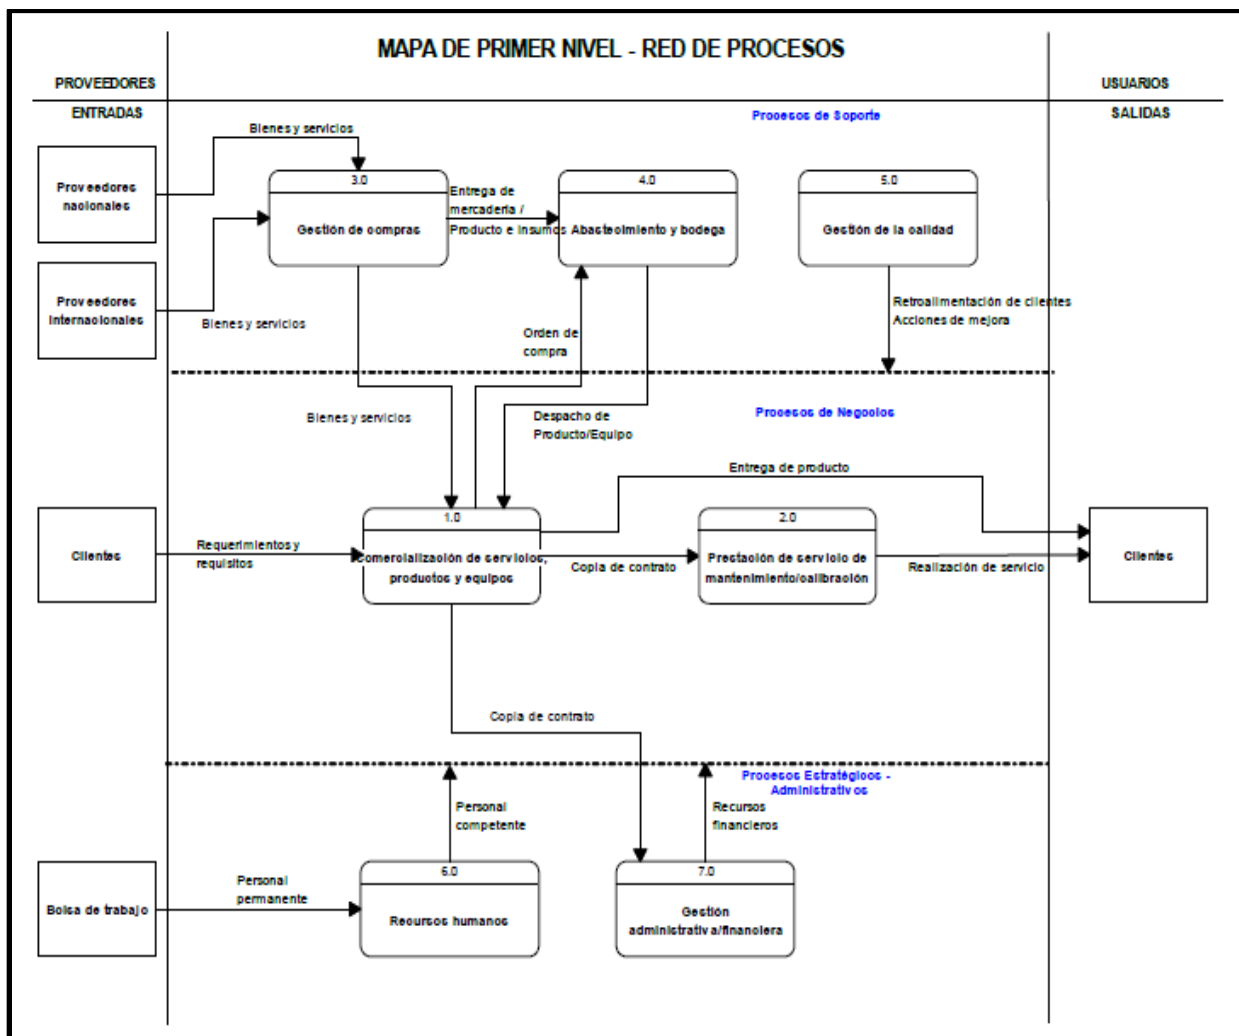 MAPA DE PRIMER NIVEL - RED DE PROCESOS
PROVEEDORES
USUARIOS
ENTRADAS
SALIDAS
Procesos de Soporte
Bienes y servicios
Proveedores
nacionales
3.0
Gestión de compras
Entrega de
mercadería /
Producto e Insumos
4.0
Abastecimiento y bodega
5.0
Gestión de la calidad
Proveedores
Internacionales
Bienes y servicios
Retroalimentación de clientes
Acciones de mejora
Orden de
compra
Procesos de Negocios
Bienes y servicios
Despacho de
Producto/Equipo
Entrega de producto
Clientes
Requerimientos y
requisitos
1.0
Comercialización de servicios,
productos y equipos
Copia de contrato
2.0
Prestación de servicio de
mantenimiento/calibración
Realización de servicio
Clientes
Copia de contrato
Procesos Estratégicos -
Administrativos
Personal
competente
Recursos
financieros
Bolsa de trabajo
Personal
permanente
6.0
Recursos humanos
7.0
Gestión
administrativa/financiera